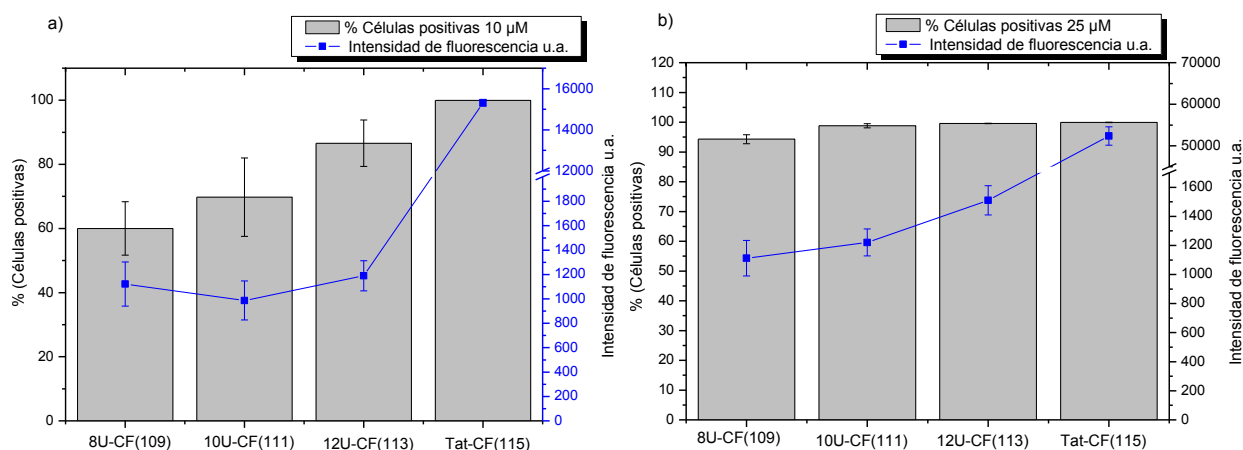 a)
% Células positivas 10 µM
Intensidad de fluorescencia u.a.
% (Células positivas)
100
80
60
40
20
0
16000
14000
12000
1800
1600
1400
1200
1000
800
600
400
200
0
Intensidad de fluorescencia u.a.
8U-CF(109)
10U-CF(111)
12U-CF(113)
Tat-CF(115)
b)
% Células positivas 25 µM
Intensidad de fluorescencia u.a.
% (Células positivas)
120
110
100
90
80
70
60
50
40
30
20
10
0
70000
60000
50000
1600
1400
1200
1000
800
600
400
200
0
Intensidad de fluorescencia u.a.
8U-CF(109)
10U-CF(111)
12U-CF(113)
Tat-CF(115)